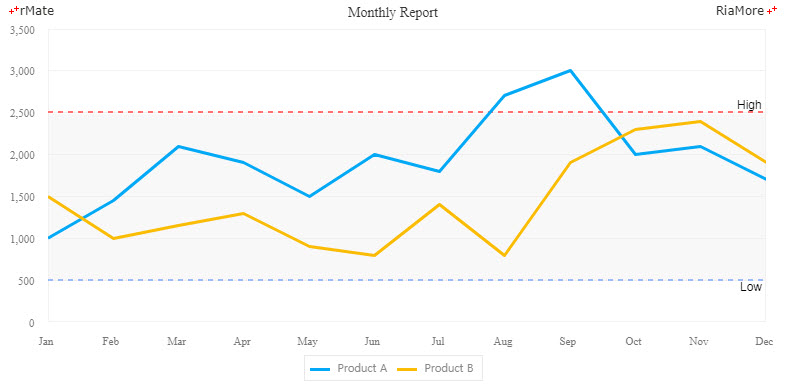 rMate
Monthly Report
RiaMore
3,500
3,000
High
2,500
2,000
1,500
1,000
500
Low
0
Jan Feb Mar Apr May Jun Jul Aug Sep Oct Nov Dec
Product A Product B